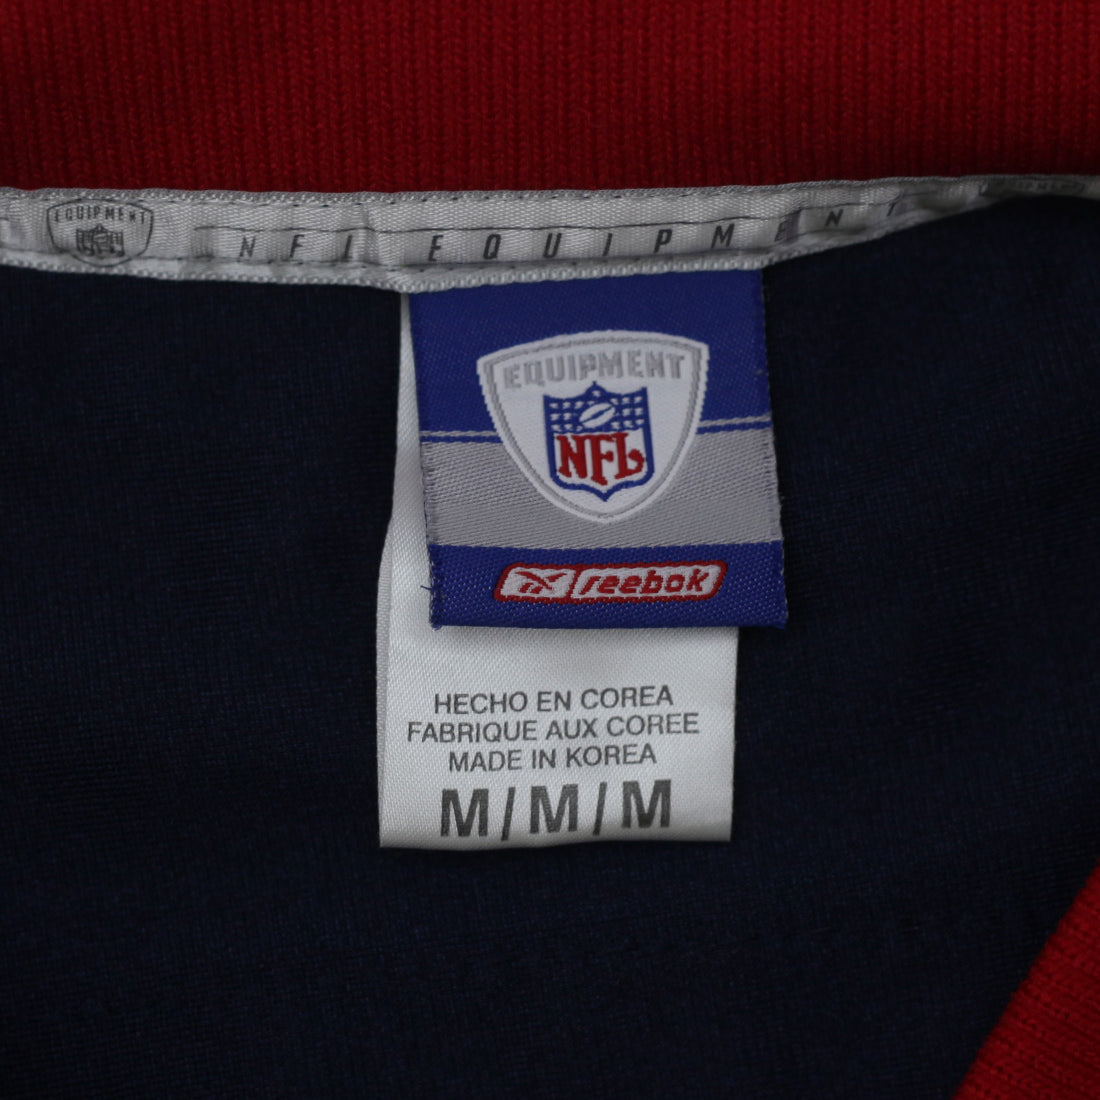 EQUIPMENT
NFL EQUIPMENT
EQUIPMENT
NFL
reebok
HECHO EN COREA
FABRIQUE AUX COREE
MADE IN KOREA
M/M/M